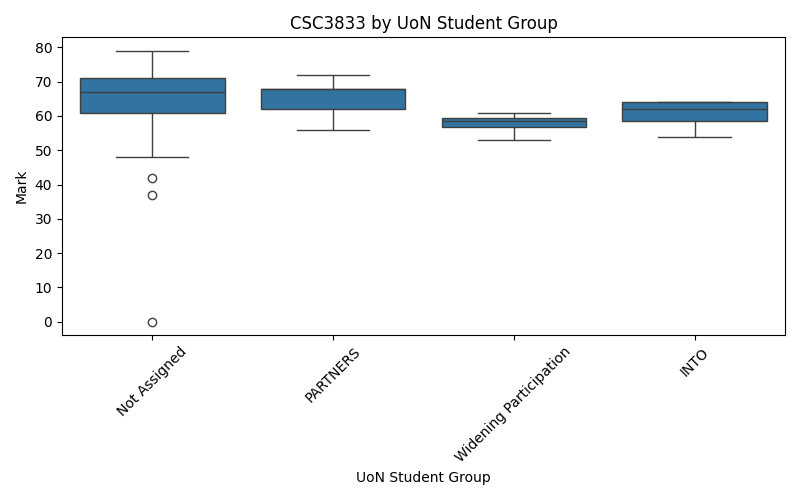 CSC3833 by UoN Student Group
Mark
80
70
60
50
40
30
20
10
0
Not Assigned
PARTNERS
Widening Participation
INTO
UoN Student Group